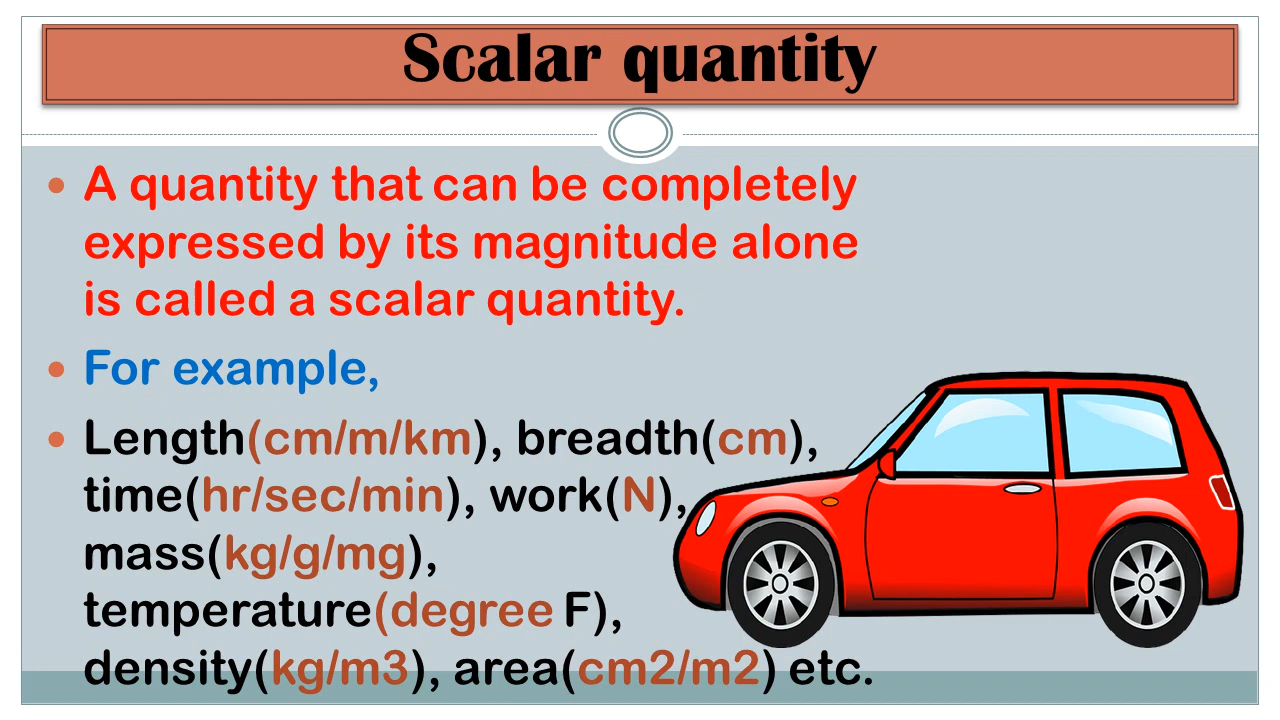 Scalar quantity
• A quantity that can be completely
expressed by its magnitude alone
is called a scalar quantity.
• For example,
• Length(cm/m/km), breadth(cm),
time(hr/sec/min), work(N),
mass(kg/g/mg),
temperature(degree F),
density(kg/m3), area(cm2/m2) etc.